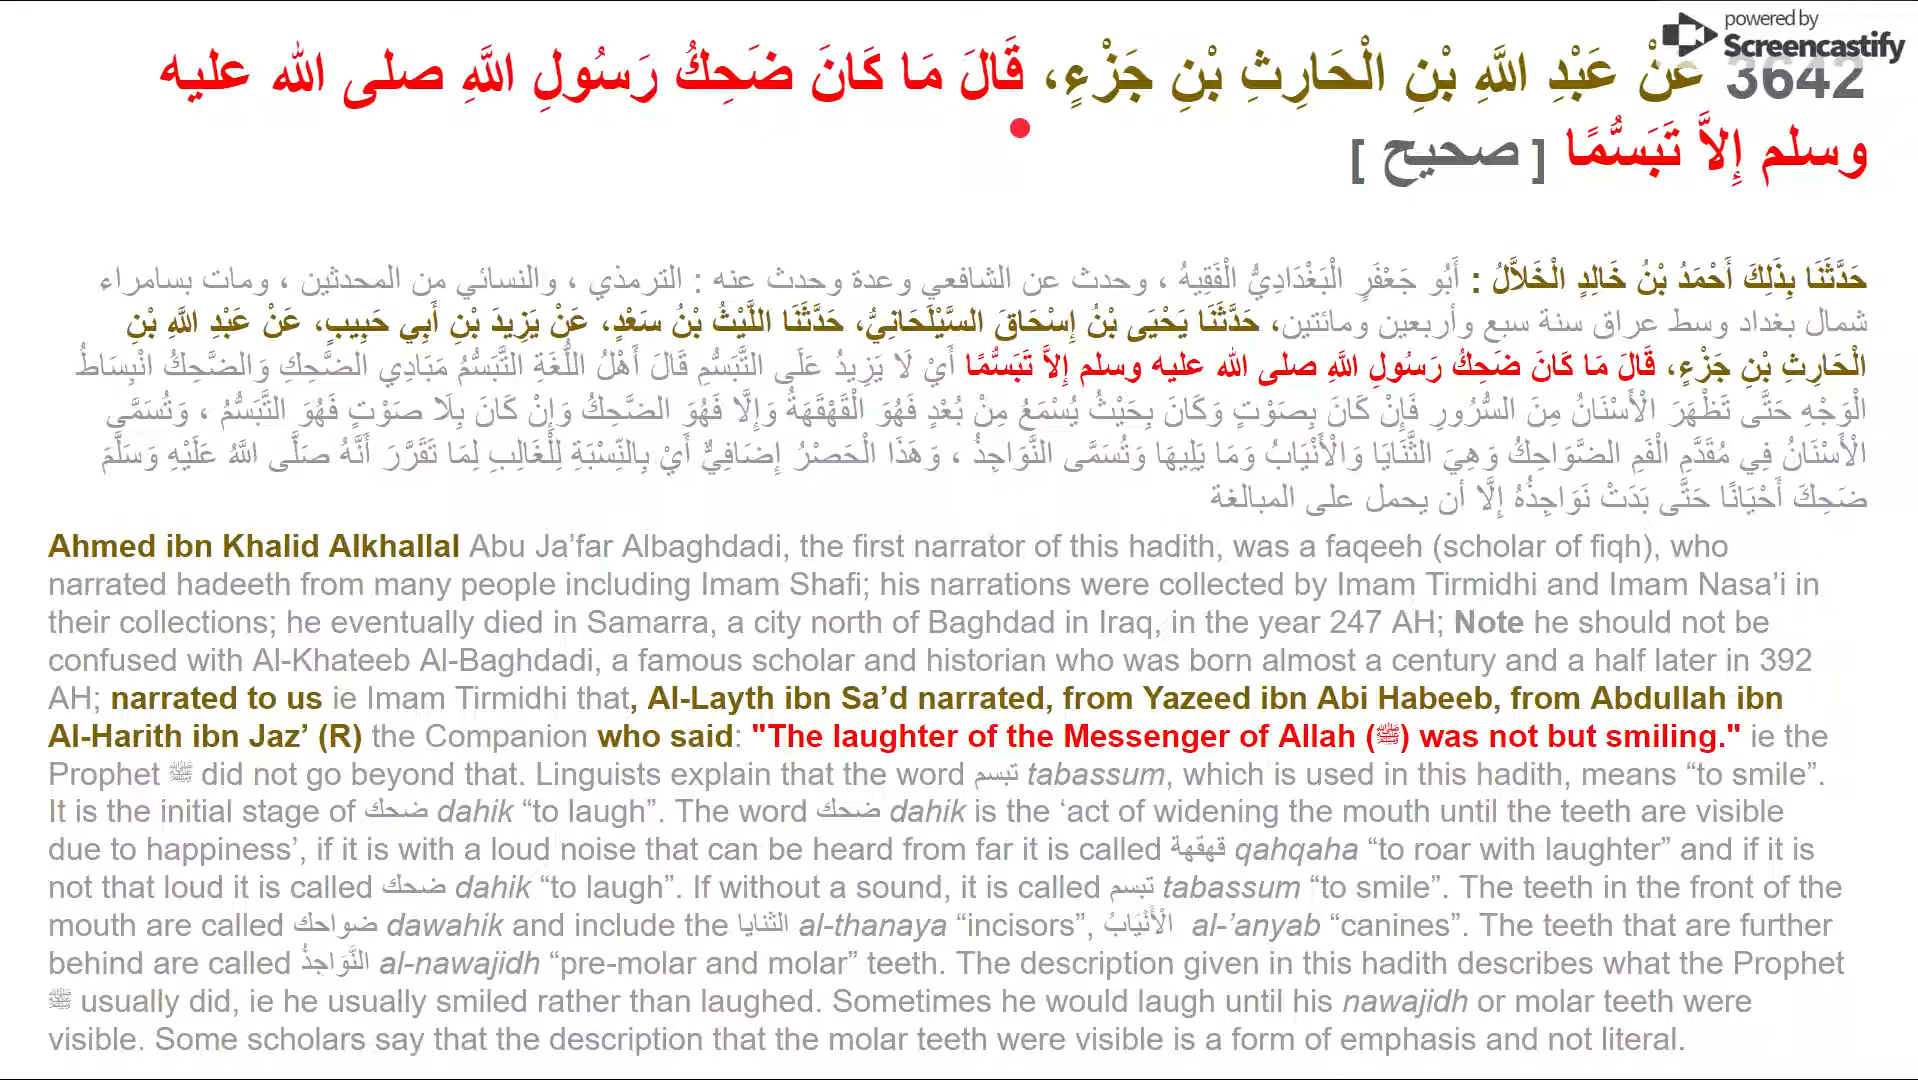 powered by
Screencastify
3642 عَنْ عَبْدِ اللَّهِ بْنِ الْحَارِثِ بْنِ جَزْءٍ، قَالَ مَا كَانَ ضَحِكُ رَسُولِ اللَّهِ صلى الله عليه
وسلم إِلاَّ تَبَسُّمًا [ صحيح ]
حَدَّثَنَا بِذَلِكَ أَحْمَدُ بْنُ خَالِدٍ الْخَلاَّلُ : أَبُو جَعْفَرٍ الْبَغْدَادِيُّ الْفَقِيهُ ، وحدث عن الشافعي وعدة وحدث عنه : الترمذي ، والنسائي من المحدثين ، ومات بسامراء
شمال بغداد وسط عراق سنة سبع وأربعين ومائتين، حَدَّثَنَا يَحْيَى بْنُ إِسْحَاقَ السَّيْلَحَانِيُّ، حَدَّثَنَا اللَّيْثُ بْنُ سَعْدٍ، عَنْ يَزِيدَ بْنِ أَبِي حَبِيبٍ، عَنْ عَبْدِ اللَّهِ بْنِ
الْحَارِثِ بْنِ جَزْءٍ، قَالَ مَا كَانَ ضَحِكُ رَسُولِ اللَّهِ صلى الله عليه وسلم إِلاَّ تَبَسُّمًا أَيْ لَا يَزِيدُ عَلَى التَّبَسُّمِ قَالَ أَهْلُ اللُّغَةِ التَّبَسُّمُ مَبَادِي الضَّحِكِ وَالضَّحِكُ انْبِسَاطُ
الْوَجْهِ حَتَّى تَظْهَرَ الْأَسْنَانُ مِنَ السُّرُورِ فَإِنْ كَانَ بِصَوْتٍ وَكَانَ بِحَيْثُ يُسْمَعُ مِنْ بُعْدٍ فَهُوَ الْقَهْقَهَةُ وَإِلَّا فَهُوَ الضَّحِكُ وَإِنْ كَانَ بِلَا صَوْتٍ فَهُوَ التَّبَسُّمُ ، وَتُسَمَّى
الْأَسْنَانُ فِي مُقَدَّمِ الْفَمِ الضَّوَاحِكُ وَهِيَ الثَّنَايَا وَالْأَنْيَابُ وَمَا يَلِيهَا وَتُسَمَّى النَّوَاجِذُ ، وَهَذَا الْحَصْرُ إِضَافِيٌّ أَيْ بِالنِّسْبَةِ لِلْغَالِبِ لِمَا تَقَرَّرَ أَنَّهُ صَلَّى اللَّهُ عَلَيْهِ وَسَلَّمَ
ضَحِكَ أَحْيَانًا حَتَّى بَدَتْ نَوَاجِذُهُ إِلَّا أن يحمل على المبالغة
Ahmed ibn Khalid Alkhallal Abu Ja’far Albaghdadi, the first narrator of this hadith, was a faqeeh (scholar of fiqh), who
narrated hadeeth from many people including Imam Shafi; his narrations were collected by Imam Tirmidhi and Imam Nasa’i in
their collections; he eventually died in Samarra, a city north of Baghdad in Iraq, in the year 247 AH; Note he should not be
confused with Al-Khateeb Al-Baghdadi, a famous scholar and historian who was born almost a century and a half later in 392
AH; narrated to us ie Imam Tirmidhi that, Al-Layth ibn Sa’d narrated, from Yazeed ibn Abi Habeeb, from Abdullah ibn
Al-Harith ibn Jaz’ (R) the Companion who said: "The laughter of the Messenger of Allah (ﷺ) was not but smiling." ie the
Prophet ﷺ did not go beyond that. Linguists explain that the word تبسم tabassum, which is used in this hadith, means “to smile”.
It is the initial stage of ضحك dahik “to laugh”. The word ضحك dahik is the ‘act of widening the mouth until the teeth are visible
due to happiness’, if it is with a loud noise that can be heard from far it is called قهقهة qahqaha “to roar with laughter” and if it is
not that loud it is called ضحك dahik “to laugh”. If without a sound, it is called تبسم tabassum “to smile”. The teeth in the front of the
mouth are called ضواحك dawahik and include the الثنايا al-thanaya “incisors”, الْأَنْيَابُ al-’anyab “canines”. The teeth that are further
behind are called النَّوَاجِذُ al-nawajidh “pre-molar and molar” teeth. The description given in this hadith describes what the Prophet
ﷺ usually did, ie he usually smiled rather than laughed. Sometimes he would laugh until his nawajidh or molar teeth were
visible. Some scholars say that the description that the molar teeth were visible is a form of emphasis and not literal.